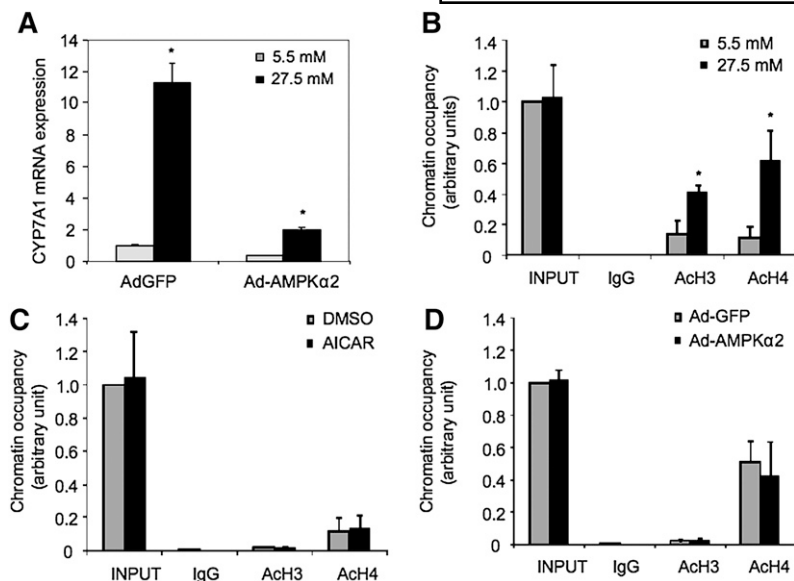 A
CYP7A1 mRNA expression
14
12
10
8
6
4
2
0
*
*
5.5 mM
27.5 mM
AdGFP
Ad-AMPKα2
B
Chromatin occupancy
(arbitrary units)
1.4
1.2
1.0
0.8
0.6
0.4
0.2
0
5.5 mM
27.5 mM
*
*
INPUT
IgG
AcH3
AcH4
C
Chromatin occupancy
(arbitrary unit)
1.4
1.2
1.0
0.8
0.6
0.4
0.2
0
DMSO
AICAR
INPUT
IgG
AcH3
AcH4
D
Chromatin occupancy
(arbitrary unit)
1.4
1.2
1.0
0.8
0.6
0.4
0.2
0.0
Ad-GFP
Ad-AMPKα2
INPUT
IgG
AcH3
AcH4